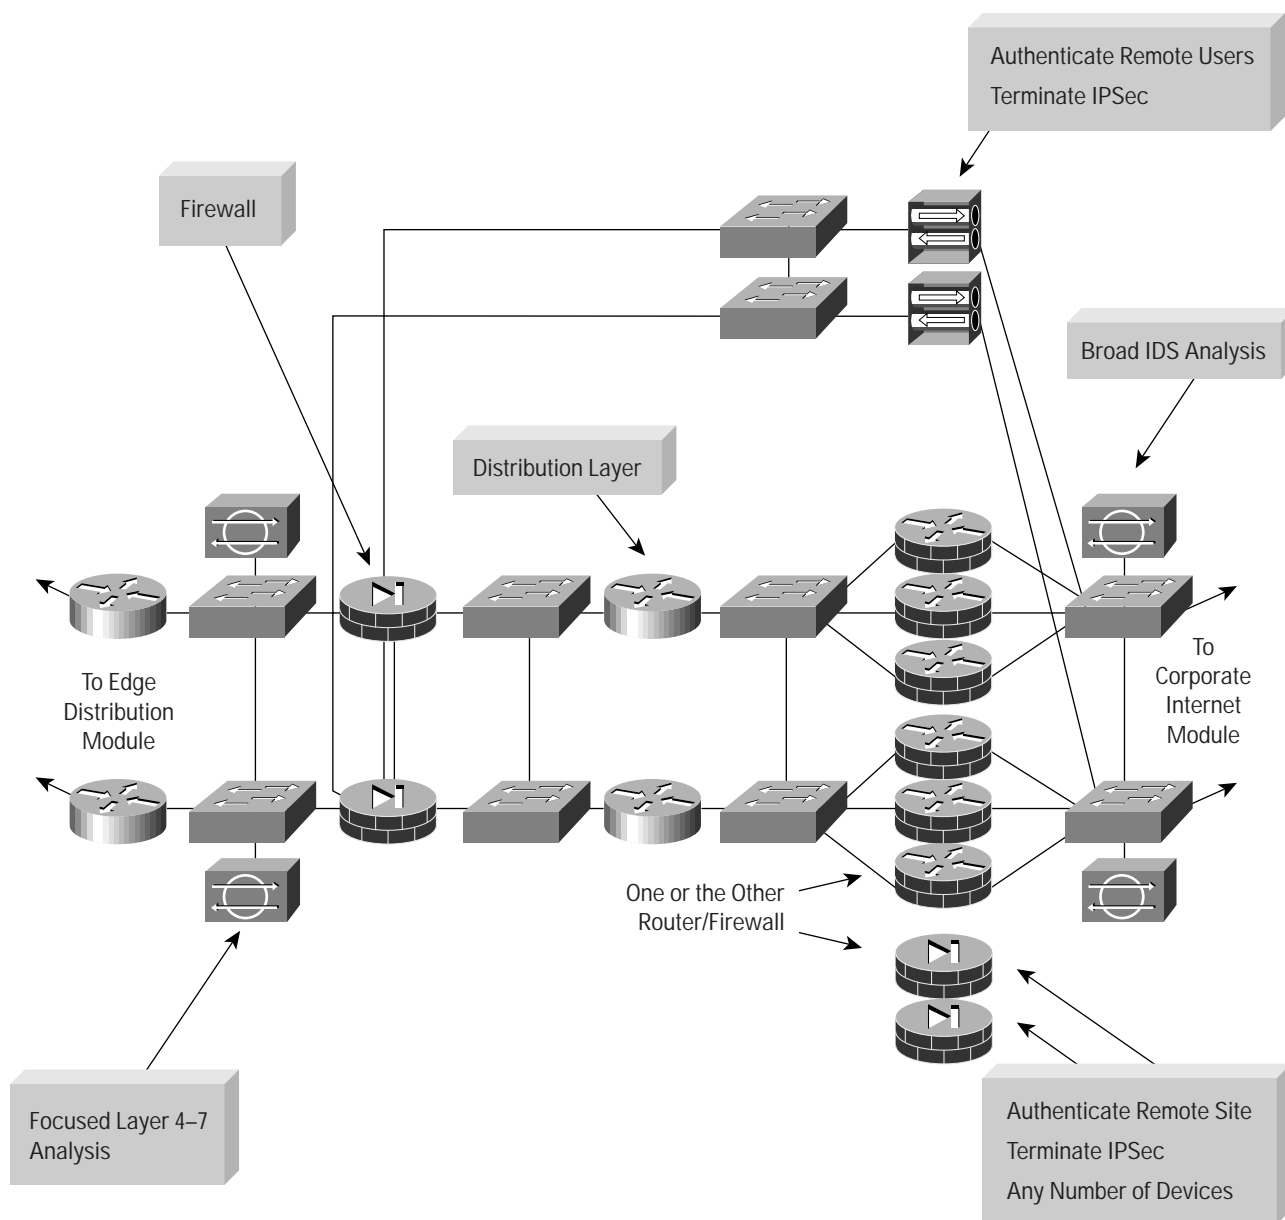 Authenticate Remote Users
Terminate IPSec
Firewall
Broad IDS Analysis
Distribution Layer
To Edge
Distribution
Module
To
Corporate
Internet
Module
One or the Other
Router/Firewall
Focused Layer 4–7
Analysis
Authenticate Remote Site
Terminate IPSec
Any Number of Devices